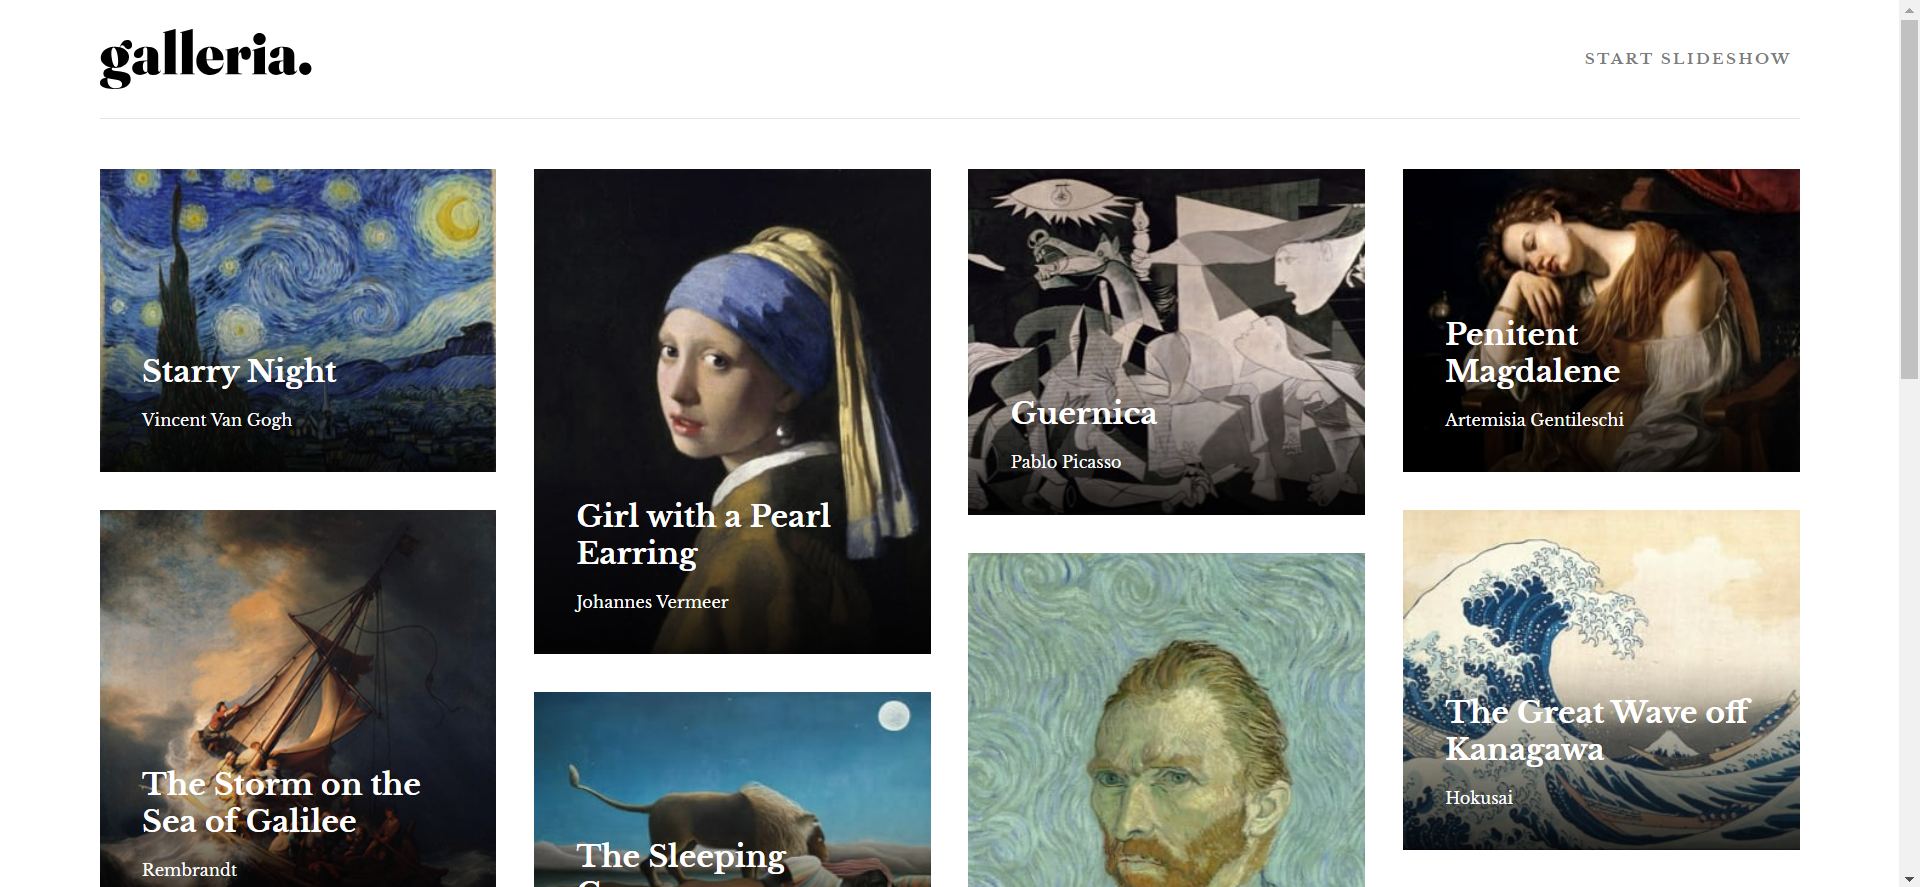 galleria.
START SLIDESHOW
Starry Night
Vincent Van Gogh
Girl with a Pearl
Earring
Johannes Vermeer
Guernica
Pablo Picasso
Penitent
Magdalene
Artemisia Gentileschi
The Storm on the
Sea of Galilee
Rembrandt
The Sleeping
The Great Wave off
Kanagawa
Hokusai